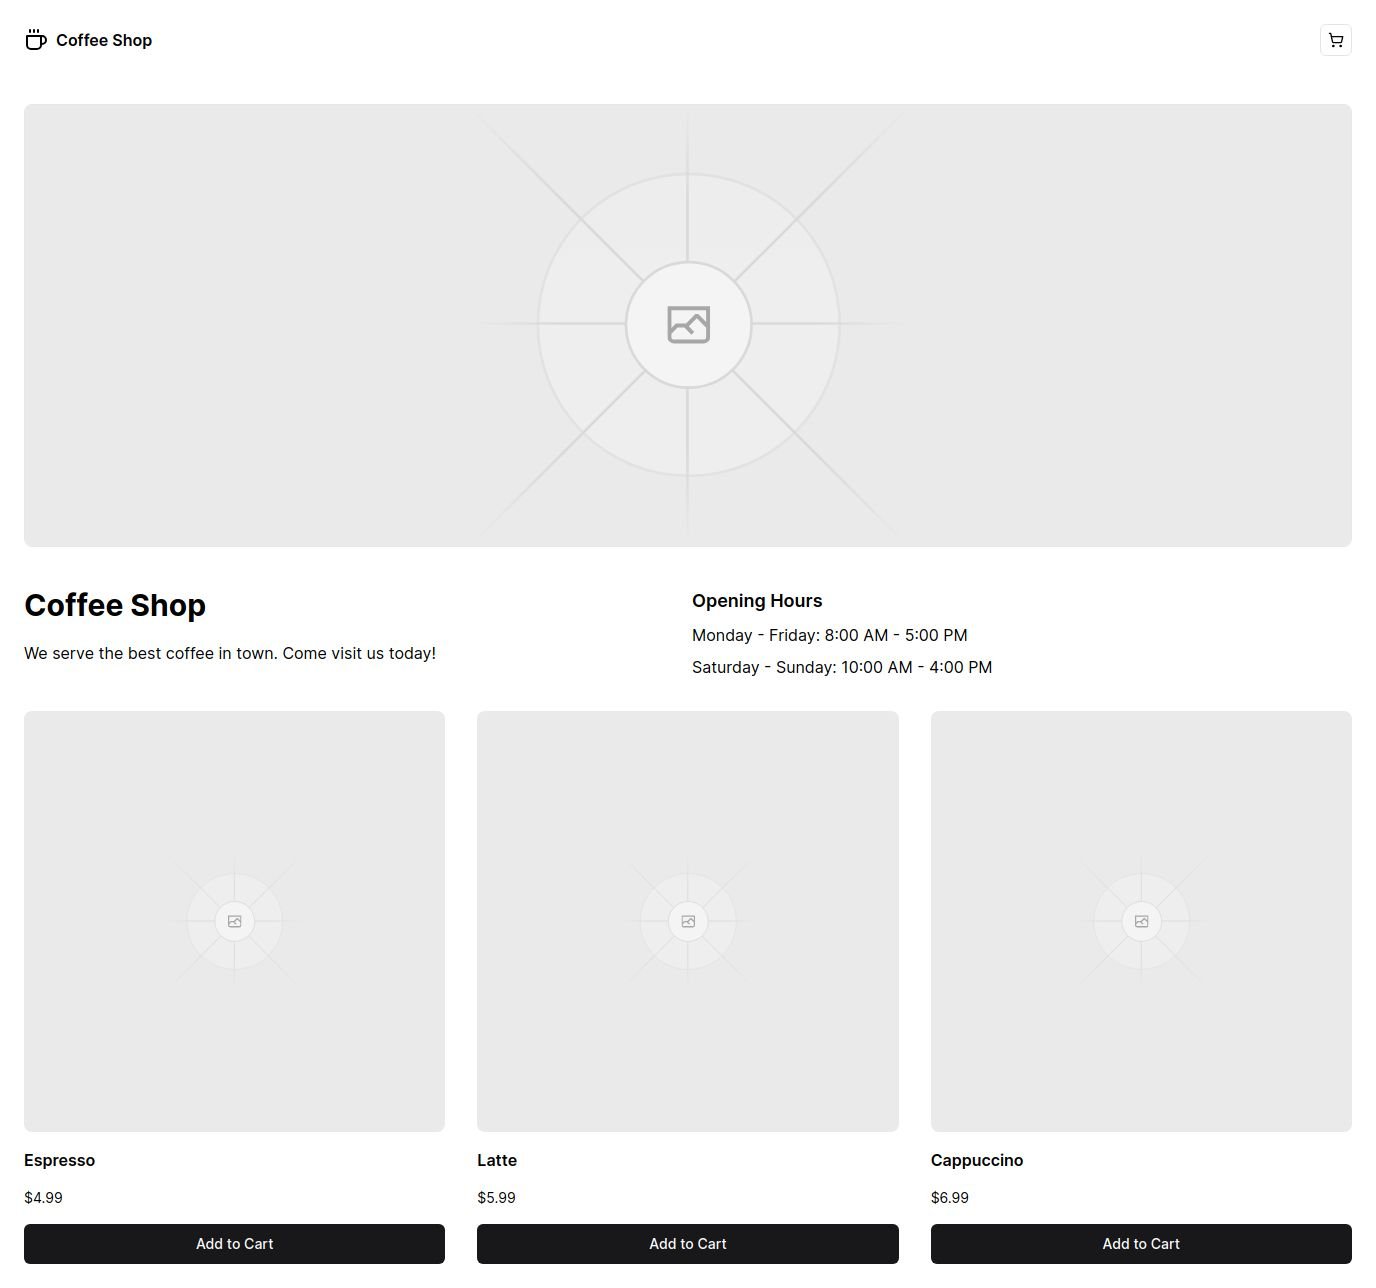 Coffee Shop
Coffee Shop
We serve the best coffee in town. Come visit us today!
Opening Hours
Monday - Friday: 8:00 AM - 5:00 PM
Saturday - Sunday: 10:00 AM - 4:00 PM
Espresso
$4.99
Add to Cart
Latte
$5.99
Add to Cart
Cappuccino
$6.99
Add to Cart